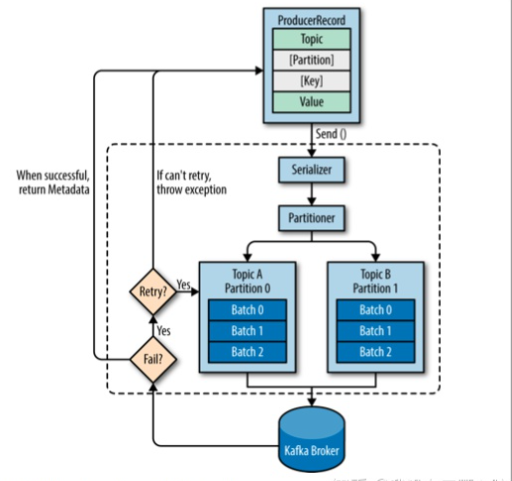 ProducerRecord
Topic
[Partition]
[Key]
Value
Send ()
Serializer
Partitioner
When successful,
return Metadata
If can't retry,
throw exception
Topic A
Partition 0
Batch 0
Batch 1
Batch 2
Topic B
Partition 1
Batch 0
Batch 1
Batch 2
Retry?
Yes
Yes
Fail?
Kafka Broker